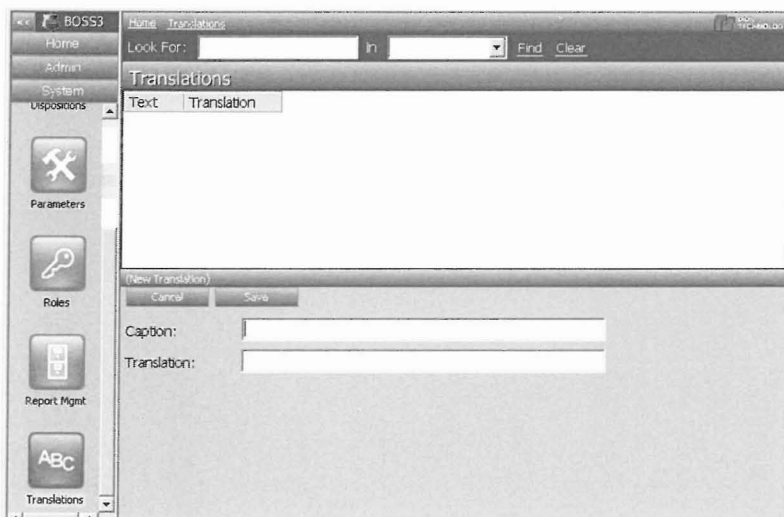 << BOSS3
Home
Admin
System
Dispositions
Parameters
Roles
Report Mgmt
ABC
Translations
Home Translations
TECHNOLOGY
Look For: In Find Clear
Translations
Text Translation
(New Translation)
Cancel Save
Caption:
Translation: